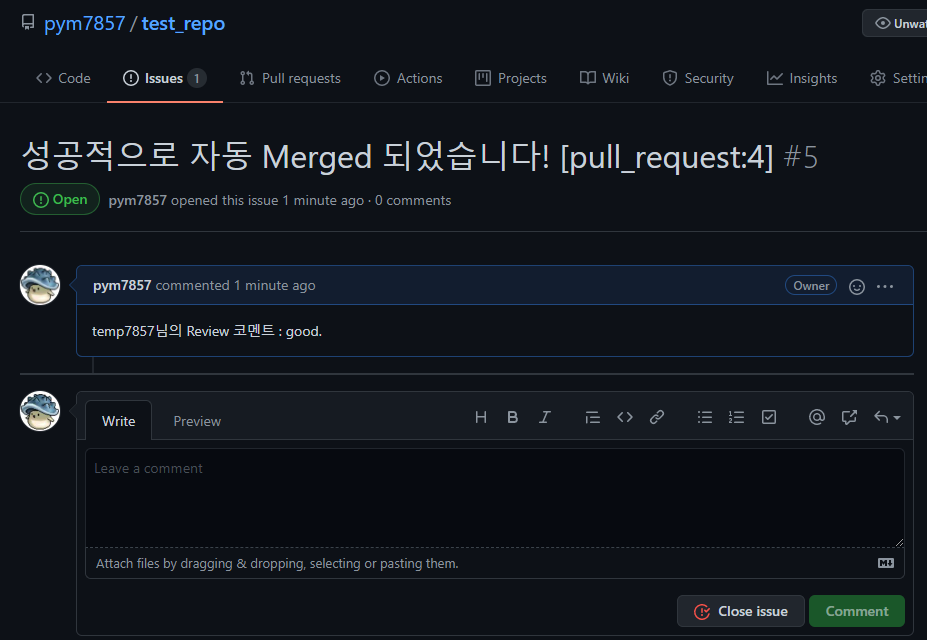 pym7857 / test_repo
Unwat
Code
Issues 1
Pull requests
Actions
Projects
Wiki
Security
Insights
Settin
성공적으로 자동 Merged 되었습니다! [pull_request:4] #5
Open
pym7857 opened this issue 1 minute ago · 0 comments
pym7857 commented 1 minute ago
Owner
temp7857님의 Review 코멘트 : good.
Write
Preview
Leave a comment
Attach files by dragging & dropping, selecting or pasting them.
Close issue
Comment